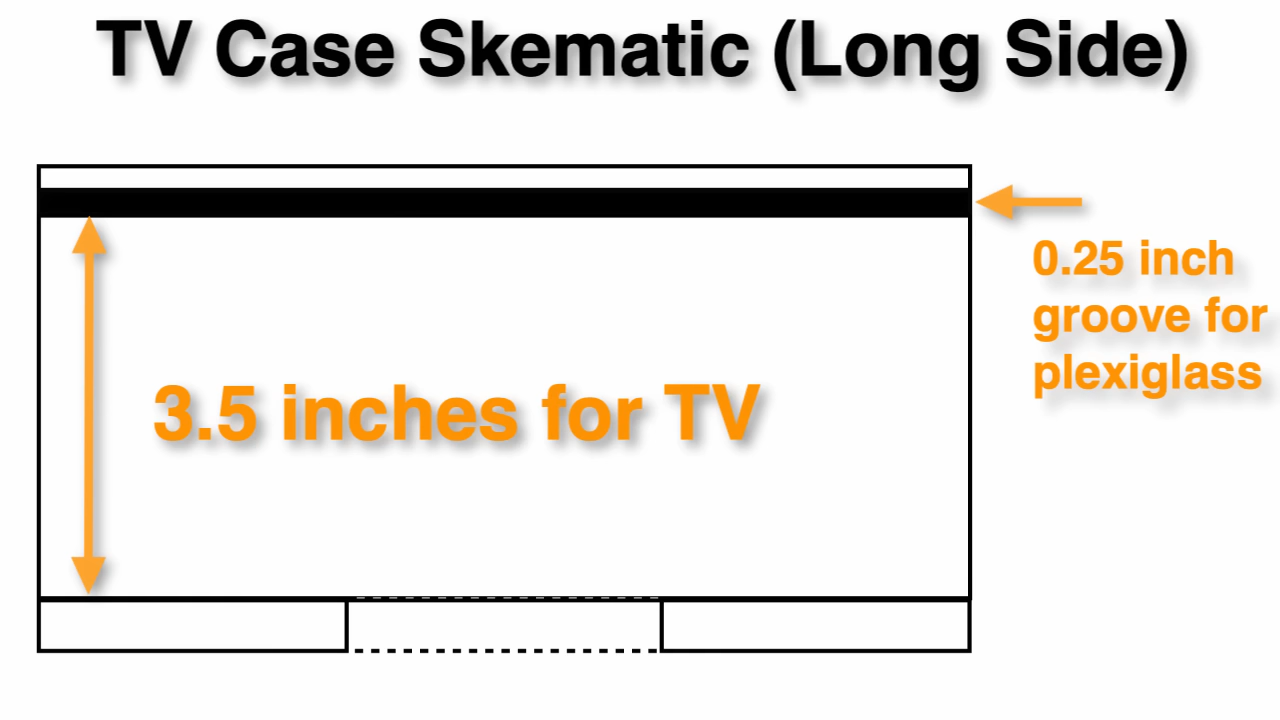 TV Case Skematic (Long Side)
0.25 inch
groove for
plexiglass
3.5 inches for TV